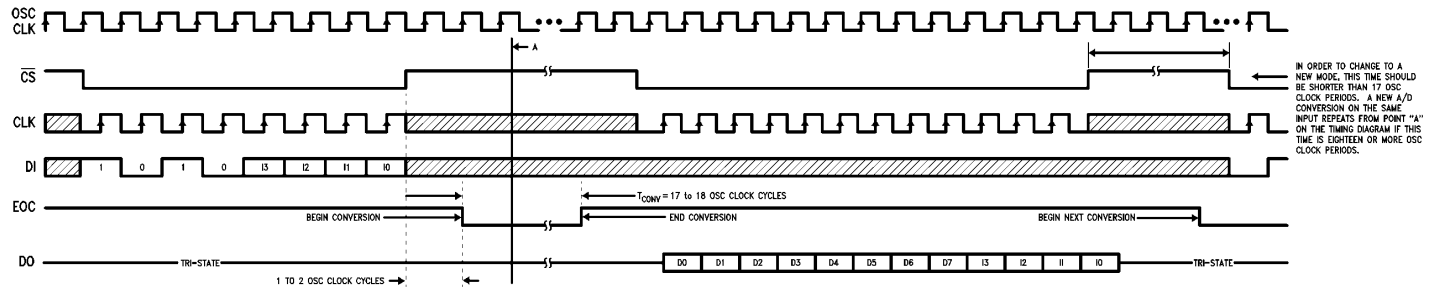 OSC
CLK
A
CS
IN ORDER TO CHANGE TO A
NEW MODE, THIS TIME SHOULD
BE SHORTER THAN 17 OSC
CLOCK PERIODS. A NEW A/D
CONVERSION ON THE SAME
INPUT REPEATS FROM POINT "A"
ON THE TIMING DIAGRAM IF THIS
TIME IS EIGHTEEN OR MORE OSC
CLOCK PERIODS.
CLK
DI 1 0 1 0 I3 I2 I1 I0
TCONV = 17 to 18 OSC CLOCK CYCLES
EOC
BEGIN CONVERSION END CONVERSION BEGIN NEXT CONVERSION
DO TRI-STATE D0 D1 D2 D3 D4 D5 D6 D7 I3 I2 I1 I0 TRI-STATE
1 TO 2 OSC CLOCK CYCLES